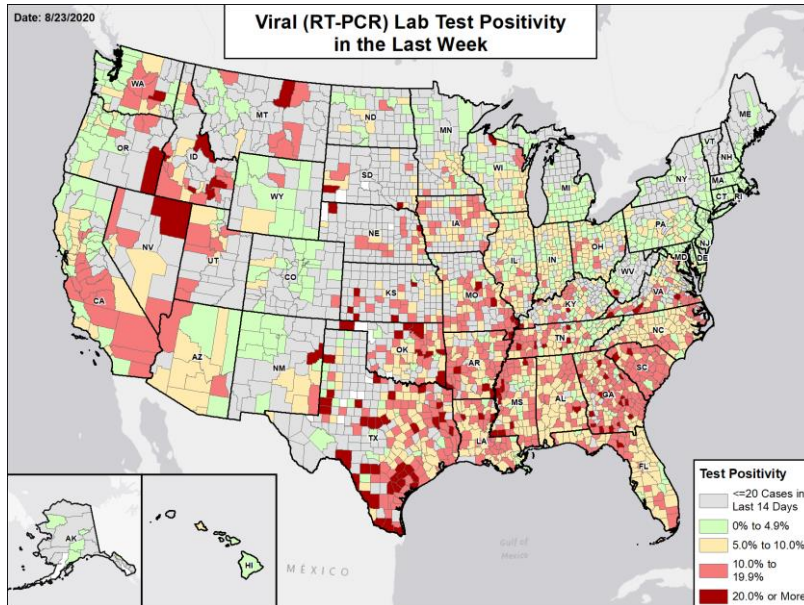 Date: 8/23/2020
Viral (RT-PCR) Lab Test Positivity
in the Last Week
WA
MT
ND
MN
ME
OR
ID
SD
WI
MI
VT
NH
NY
MA
CT
RI
WY
NE
IA
PA
NJ
NV
UT
CO
IL
IN
OH
MD
DE
WV
CA
KS
MO
KY
VA
AZ
NM
OK
AR
TN
NC
SC
TX
LA
MS
AL
GA
FL
AK
HI
MÉXICO
Gulf of
Mexico
Test Positivity
<=20 Cases in
Last 14 Days
0% to 4.9%
5.0% to 10.0%
10.0% to
19.9%
20.0% or More